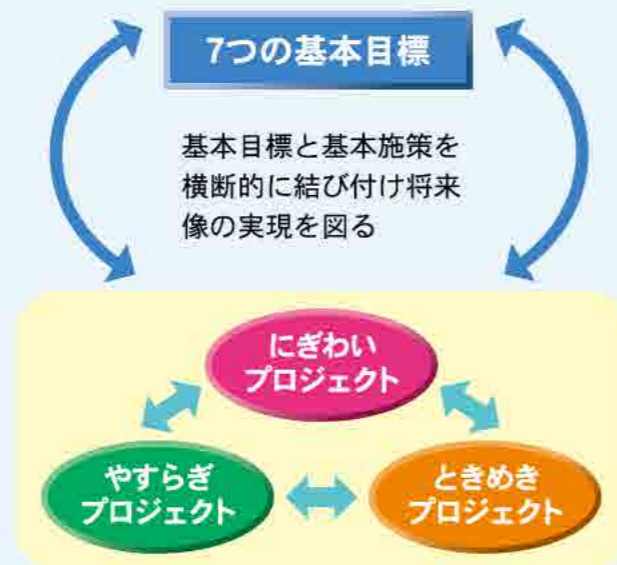 7つの基本目標
基本目標と基本施策を
横断的に結び付け将来
像の実現を図る
にぎわい
プロジェクト
やすらぎ
プロジェクト
ときめき
プロジェクト